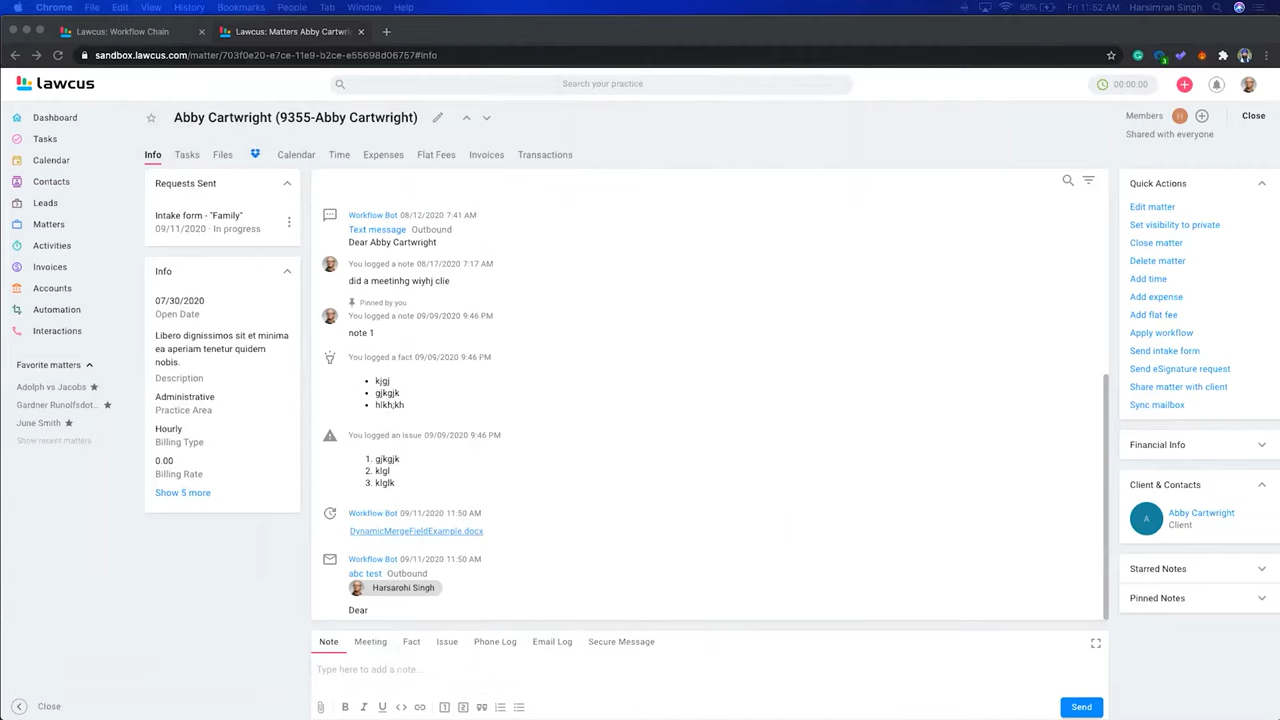 Chrome File Edit View History Bookmarks People Tab Window Help 68% Fri 11:52 AM Harsimran Singh
Lawcus: Workflow Chain Lawcus: Matters Abby Cartwri
sandbox.lawcus.com/matter/703f0e20-e7ce-11e9-b2ce-e55698d06757#info
3
lawcus Search your practice 00:00:00
Abby Cartwright (9355-Abby Cartwright) Members H Close
Shared with everyone
Dashboard
Tasks
Calendar
Contacts
Leads
Matters
Activities
Invoices
Accounts
Automation
Interactions
Favorite matters
Adolph vs Jacobs
Gardner Runolfsdot...
June Smith
Show recent matters
Close
Info Tasks Files Calendar Time Expenses Flat Fees Invoices Transactions
Requests Sent
Intake form - "Family"
09/11/2020 · In progress
Info
07/30/2020
Open Date
Libero dignissimos sit et minima
ea aperiam tenetur quidem
nobis.
Description
Administrative
Practice Area
Hourly
Billing Type
0.00
Billing Rate
Show 5 more
Workflow Bot 08/12/2020 7:41 AM
Text message Outbound
Dear Abby Cartwright
You logged a note 08/17/2020 7:17 AM
did a meetinhg wiyhj clie
Pinned by you
You logged a note 09/09/2020 9:46 PM
note 1
You logged a fact 09/09/2020 9:46 PM
• kjgj
• gjkgjk
• hlkh;kh
You logged an issue 09/09/2020 9:46 PM
1. gjkgjk
2. klgl
3. klglk
Workflow Bot 09/11/2020 11:50 AM
DynamicMergeFieldExample.docx
Workflow Bot 09/11/2020 11:50 AM
abc test Outbound
Harsarohi Singh
Dear
Note Meeting Fact Issue Phone Log Email Log Secure Message
Type here to add a note...
Send
Quick Actions
Edit matter
Set visibility to private
Close matter
Delete matter
Add time
Add expense
Add flat fee
Apply workflow
Send intake form
Send eSignature request
Share matter with client
Sync mailbox
Financial Info
Client & Contacts
A
Abby Cartwright
Client
Starred Notes
Pinned Notes